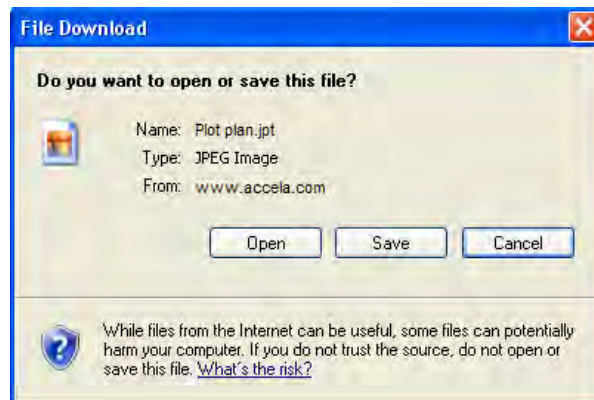 File Download
Do you want to open or save this file?
Name: Plot plan.jpt
Type: JPEG Image
From: www.accela.com
Open Save Cancel
While files from the Internet can be useful, some files can potentially
harm your computer. If you do not trust the source, do not open or
save this file. What's the risk?